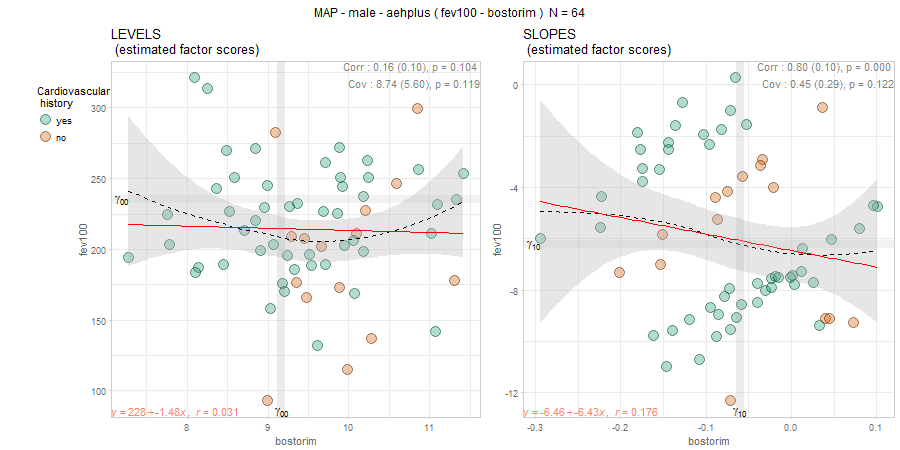 MAP - male - aehplus ( fev100 - bostorim ) N = 64
LEVELS
(estimated factor scores)
SLOPES
(estimated factor scores)
Cardiovascular
history
yes
no
Corr : 0.16 (0.10), p = 0.104
Cov : 8.74 (5.60), p = 0.119
Corr : 0.80 (0.10), p = 0.000
Cov : 0.45 (0.29), p = 0.122
fev100
300
250
200
150
100
γ00
y = 228 + -1.48x, r = 0.031
γ00
8
9
10
11
bostorim
fev100
0
-4
-8
-12
γ10
y = -6.46 + -6.43x, r = 0.176
γ10
-0.3
-0.2
-0.1
0.0
0.1
bostorim